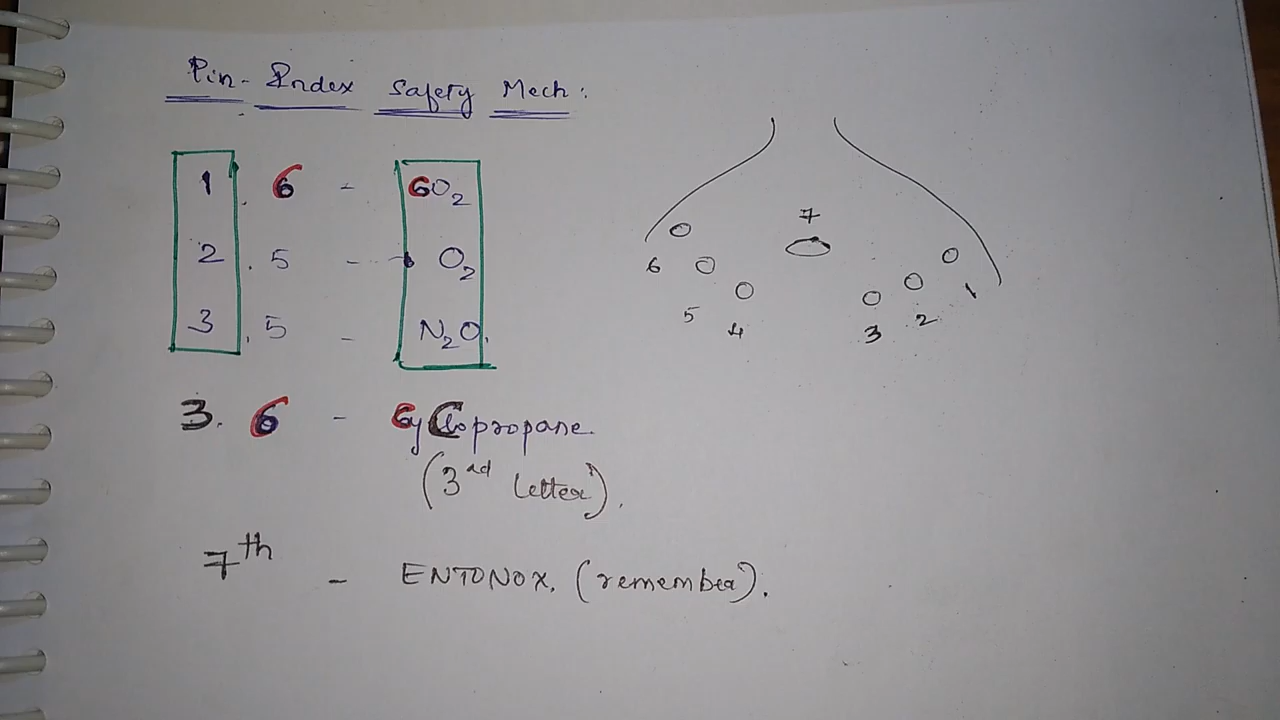 Pin-Index Safety Mech:
1. 6 - CO2
2. 5 - O2
3. 5 - N2O.
3. 6 - CyClopropane.
(3rd letter).
7th - ENTONOX. (remember).
7
6 5 4 3 2 1